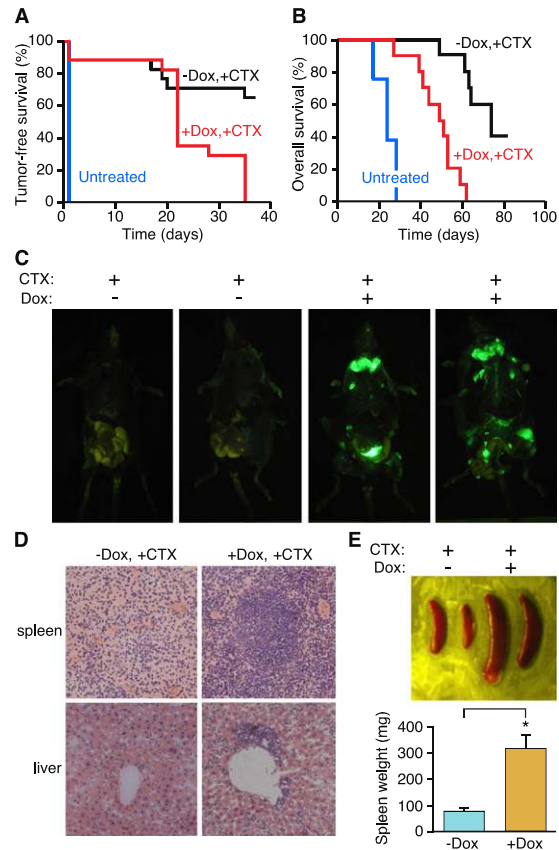 A
Tumor-free survival (%)
100
80
60
40
20
0
0
10
20
30
40
Time (days)
-Dox,+CTX
+Dox,+CTX
Untreated
B
Overall survival (%)
100
80
60
40
20
0
0
20
40
60
80
100
Time (days)
-Dox,+CTX
+Dox,+CTX
Untreated
C
CTX: + + + +
Dox: - - + +
D
-Dox, +CTX +Dox, +CTX
spleen
liver
E
CTX: + +
Dox: - +
Spleen weight (mg)
400
300
200
100
0
*
-Dox +Dox